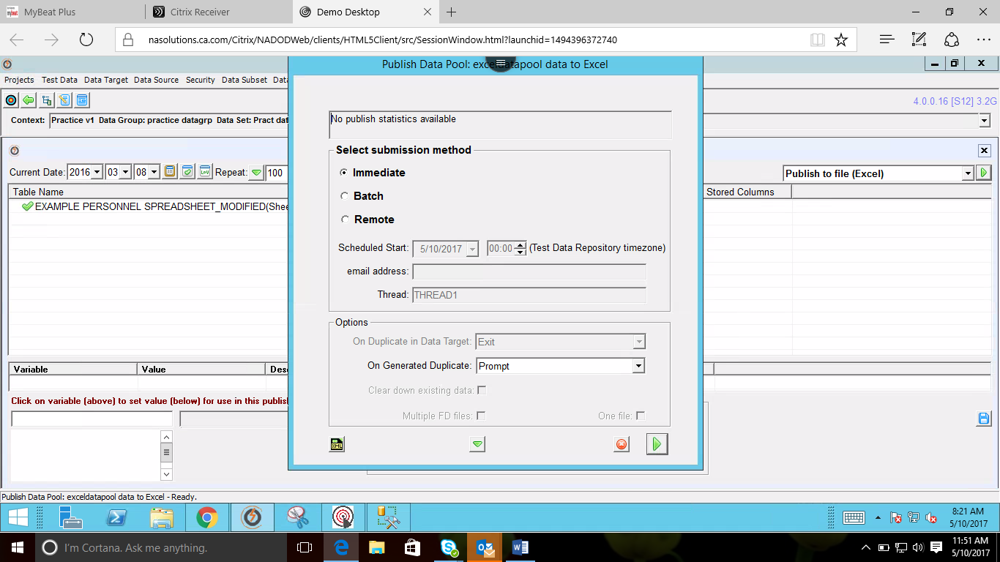 MyBeat Plus
Citrix Receiver
Demo Desktop
nasolutions.ca.com/Citrix/NADODWeb/clients/HTML5Client/src/SessionWindow.html?launchid=1494396372740
Publish Data Pool: exceldatapool data to Excel
Projects Test Data Data Target Data Source Security Data Subset
4.0.0.16 [S12] 3.2G
Context: Practice v1 Data Group: practice datagrp Data Set: Pract dat
No publish statistics available
Select submission method
Immediate
Batch
Remote
Current Date: 2016 03 08 Repeat: 100
Publish to file (Excel)
Table Name
Stored Columns
EXAMPLE PERSONNEL SPREADSHEET_MODIFIED(Shee
Scheduled Start: 5/10/2017 00:00 (Test Data Repository timezone)
email address:
Thread: THREAD1
Options
On Duplicate in Data Target: Exit
On Generated Duplicate: Prompt
Clear down existing data:
Multiple FD files: One file:
XML
Variable Value Desc
Click on variable (above) to set value (below) for use in this publish
Publish Data Pool: exceldatapool data to Excel - Ready.
8:21 AM
5/10/2017
I'm Cortana. Ask me anything.
11:51 AM
5/10/2017